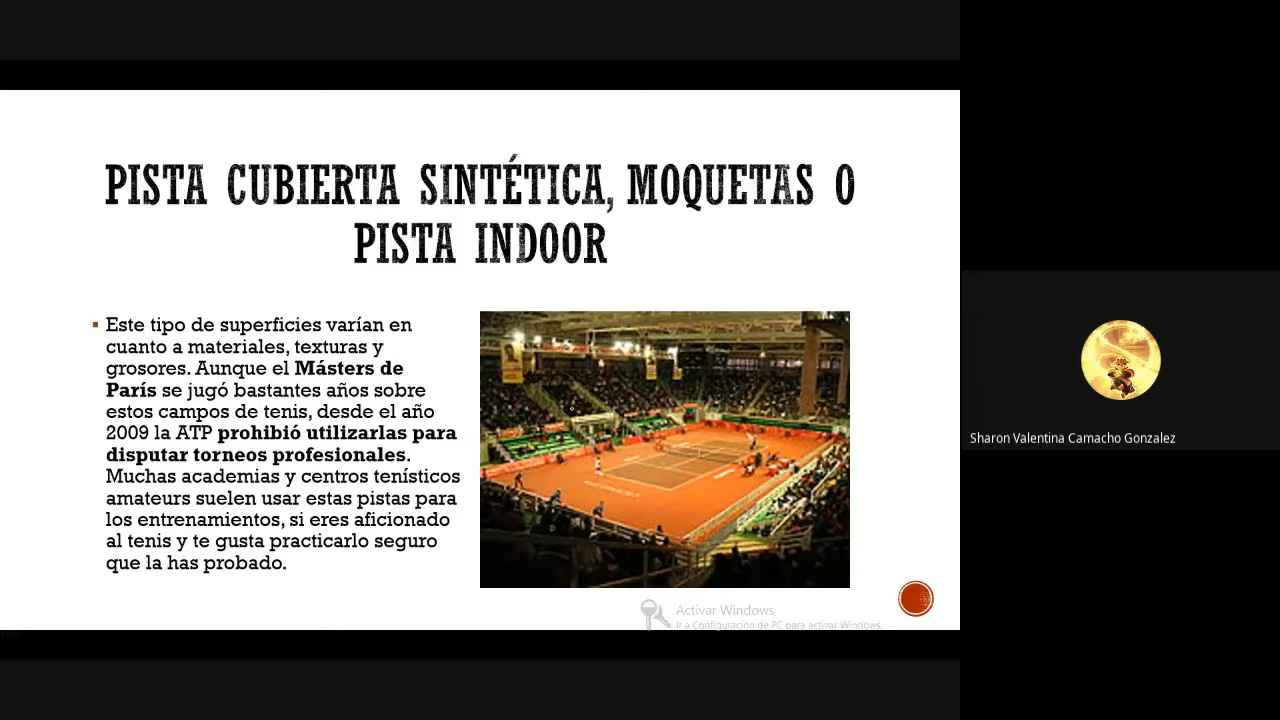 PISTA CUBIERTA SINTÉTICA, MOQUETAS O
PISTA INDOOR
▪ Este tipo de superficies varían en
cuanto a materiales, texturas y
grosores. Aunque el Másters de
París se jugó bastantes años sobre
estos campos de tenis, desde el año
2009 la ATP prohibió utilizarlas para
disputar torneos profesionales.
Muchas academias y centros tenísticos
amateurs suelen usar estas pistas para
los entrenamientos, si eres aficionado
al tenis y te gusta practicarlo seguro
que la has probado.
Activar Windows
Ir a Configuración de PC para activar Windows.
Sharon Valentina Camacho Gonzalez